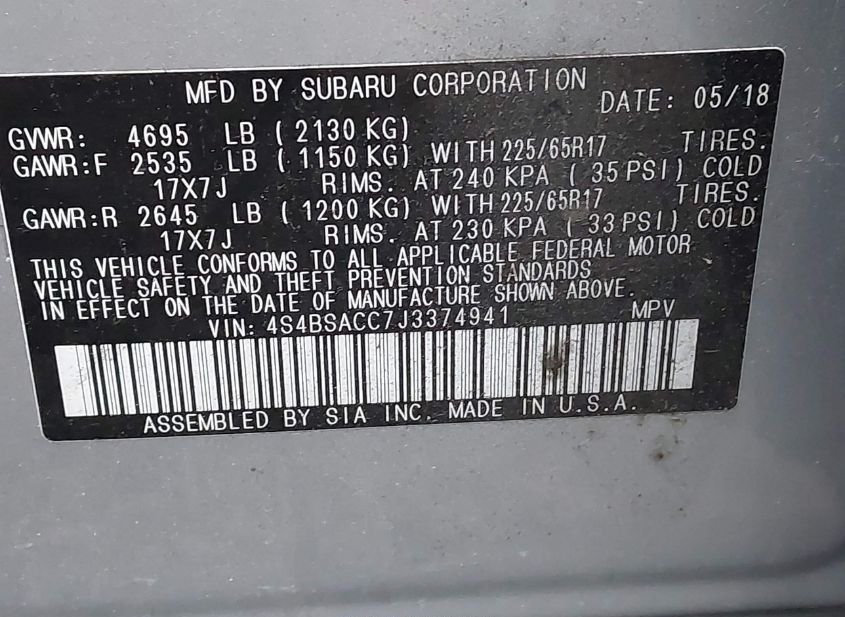 MFD BY SUBARU CORPORATION
DATE: 05/18
GVWR: 4695 LB ( 2130 KG)
GAWR:F 2535 LB ( 1150 KG) WITH 225/65R17 TIRES.
17X7J RIMS. AT 240 KPA ( 35 PSI) COLD
GAWR:R 2645 LB ( 1200 KG) WITH 225/65R17 TIRES.
17X7J RIMS. AT 230 KPA ( 33 PSI) COLD
THIS VEHICLE CONFORMS TO ALL APPLICABLE FEDERAL MOTOR
VEHICLE SAFETY AND THEFT PREVENTION STANDARDS
IN EFFECT ON THE DATE OF MANUFACTURE SHOWN ABOVE.
VIN: 4S4BSACC7J3374941 MPV
ASSEMBLED BY SIA INC. MADE IN U.S.A.